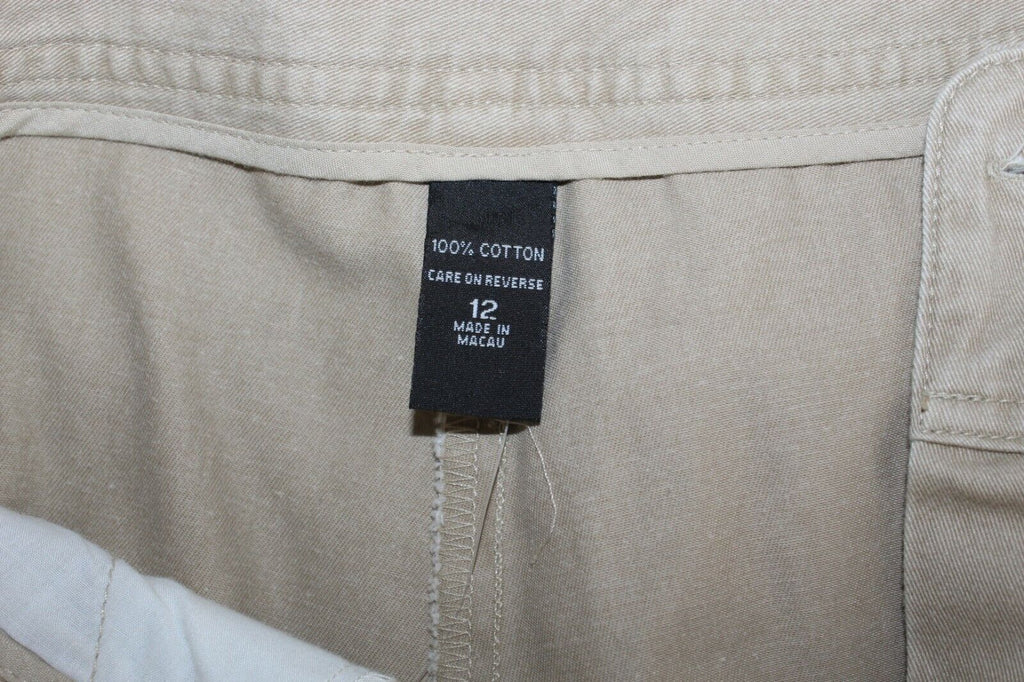 100% COTTON
CARE ON REVERSE
12
MADE IN
MACAU